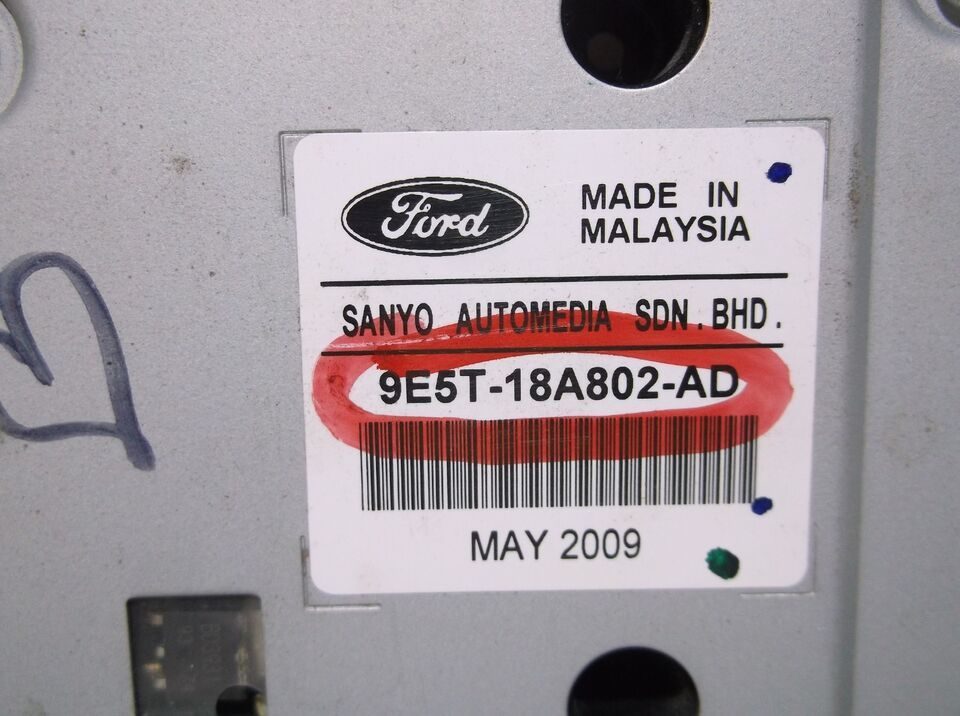 Ford
MADE IN
MALAYSIA
SANYO AUTOMEDIA SDN. BHD.
9E5T-18A802-AD
MAY 2009